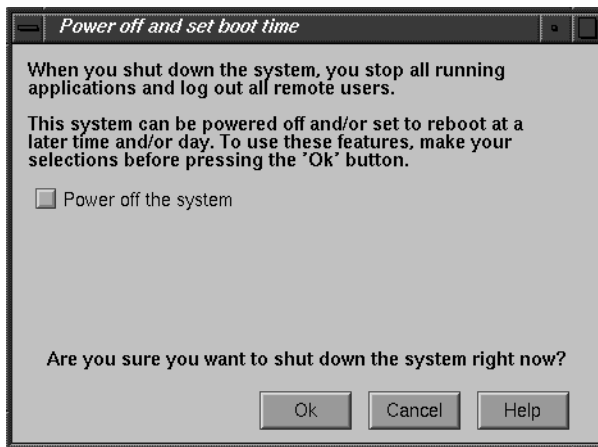 Power off and set boot time
When you shut down the system, you stop all running
applications and log out all remote users.
This system can be powered off and/or set to reboot at a
later time and/or day. To use these features, make your
selections before pressing the 'Ok' button.
Power off the system
Are you sure you want to shut down the system right now?
Ok
Cancel
Help